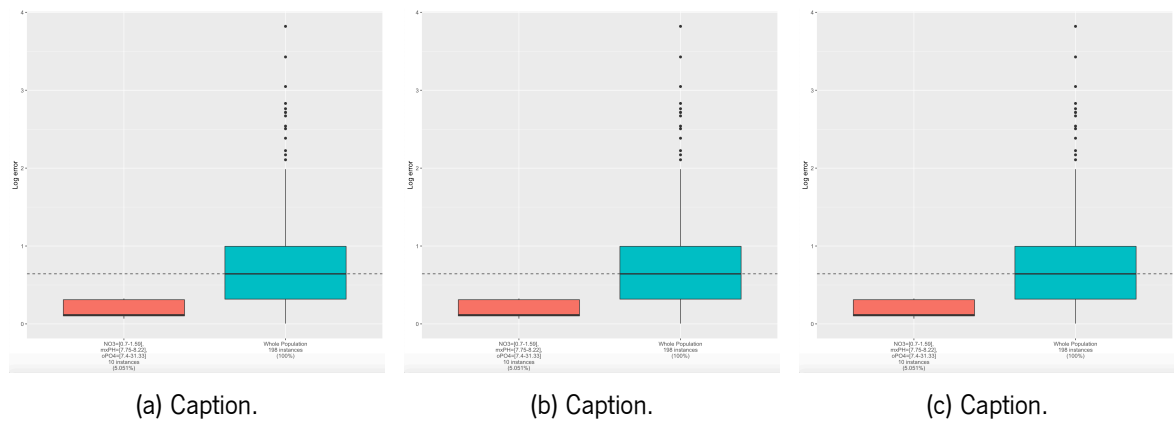 4
3
2
1
0
Log error
NO3=[0.7-1.59],
mxPH=[7.75-8.22],
oPO4=[7.4-31.33]
10 instances
(5.051%)
Whole Population
198 instances
(100%)
(a) Caption.
4
3
2
1
0
Log error
NO3=[0.7-1.59],
mxPH=[7.75-8.22],
oPO4=[7.4-31.33]
10 instances
(5.051%)
Whole Population
198 instances
(100%)
(b) Caption.
4
3
2
1
0
Log error
NO3=[0.7-1.59],
mxPH=[7.75-8.22],
oPO4=[7.4-31.33]
10 instances
(5.051%)
Whole Population
198 instances
(100%)
(c) Caption.